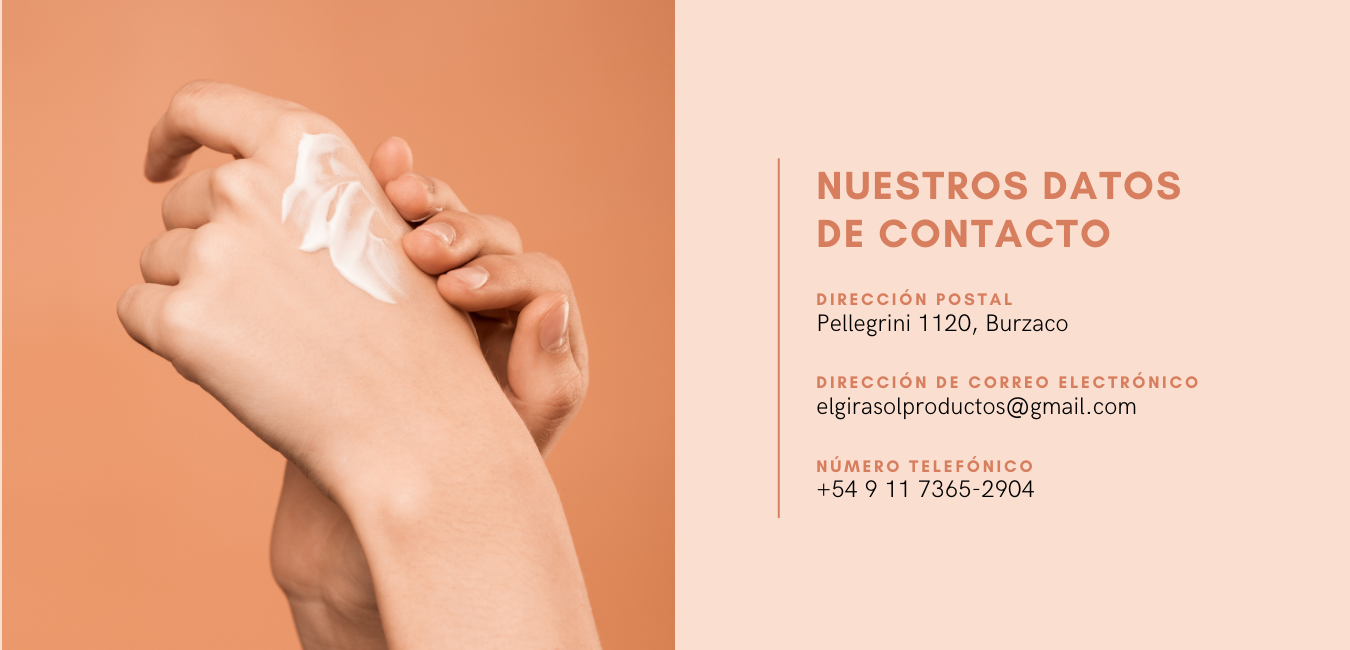 NUESTROS DATOS
DE CONTACTO
DIRECCIÓN POSTAL
Pellegrini 1120, Burzaco
DIRECCIÓN DE CORREO ELECTRÓNICO
elgirasolproductos@gmail.com
NÚMERO TELEFÓNICO
+54 9 11 7365-2904